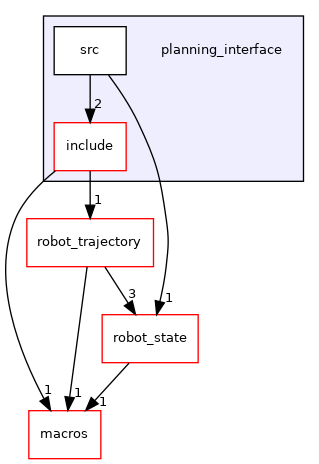 src
planning_interface
2
include
1
robot_trajectory
3
1
robot_state
1
1
1
macros